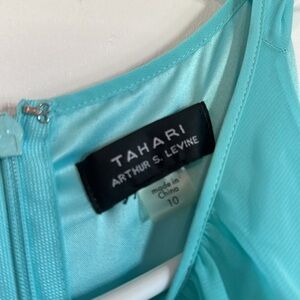 TAHARI
ARTHUR S. LEVINE
made in
China
10